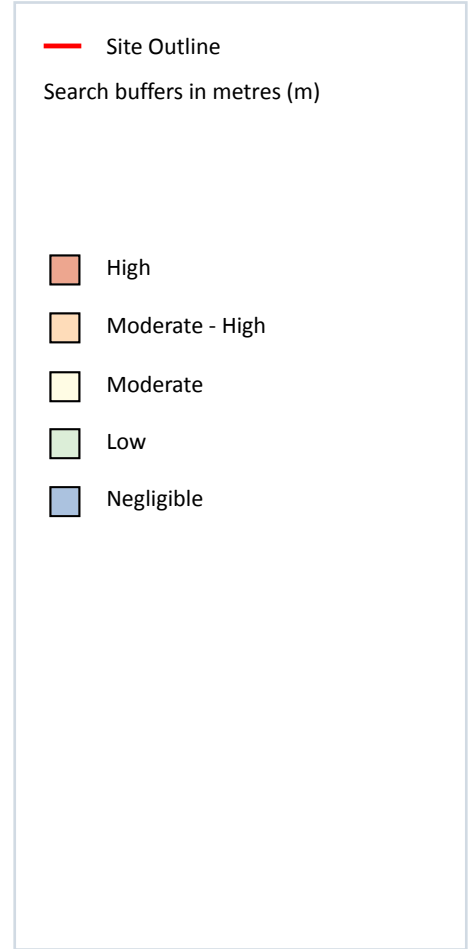 Site Outline
Search buffers in metres (m)
High
Moderate - High
Moderate
Low
Negligible